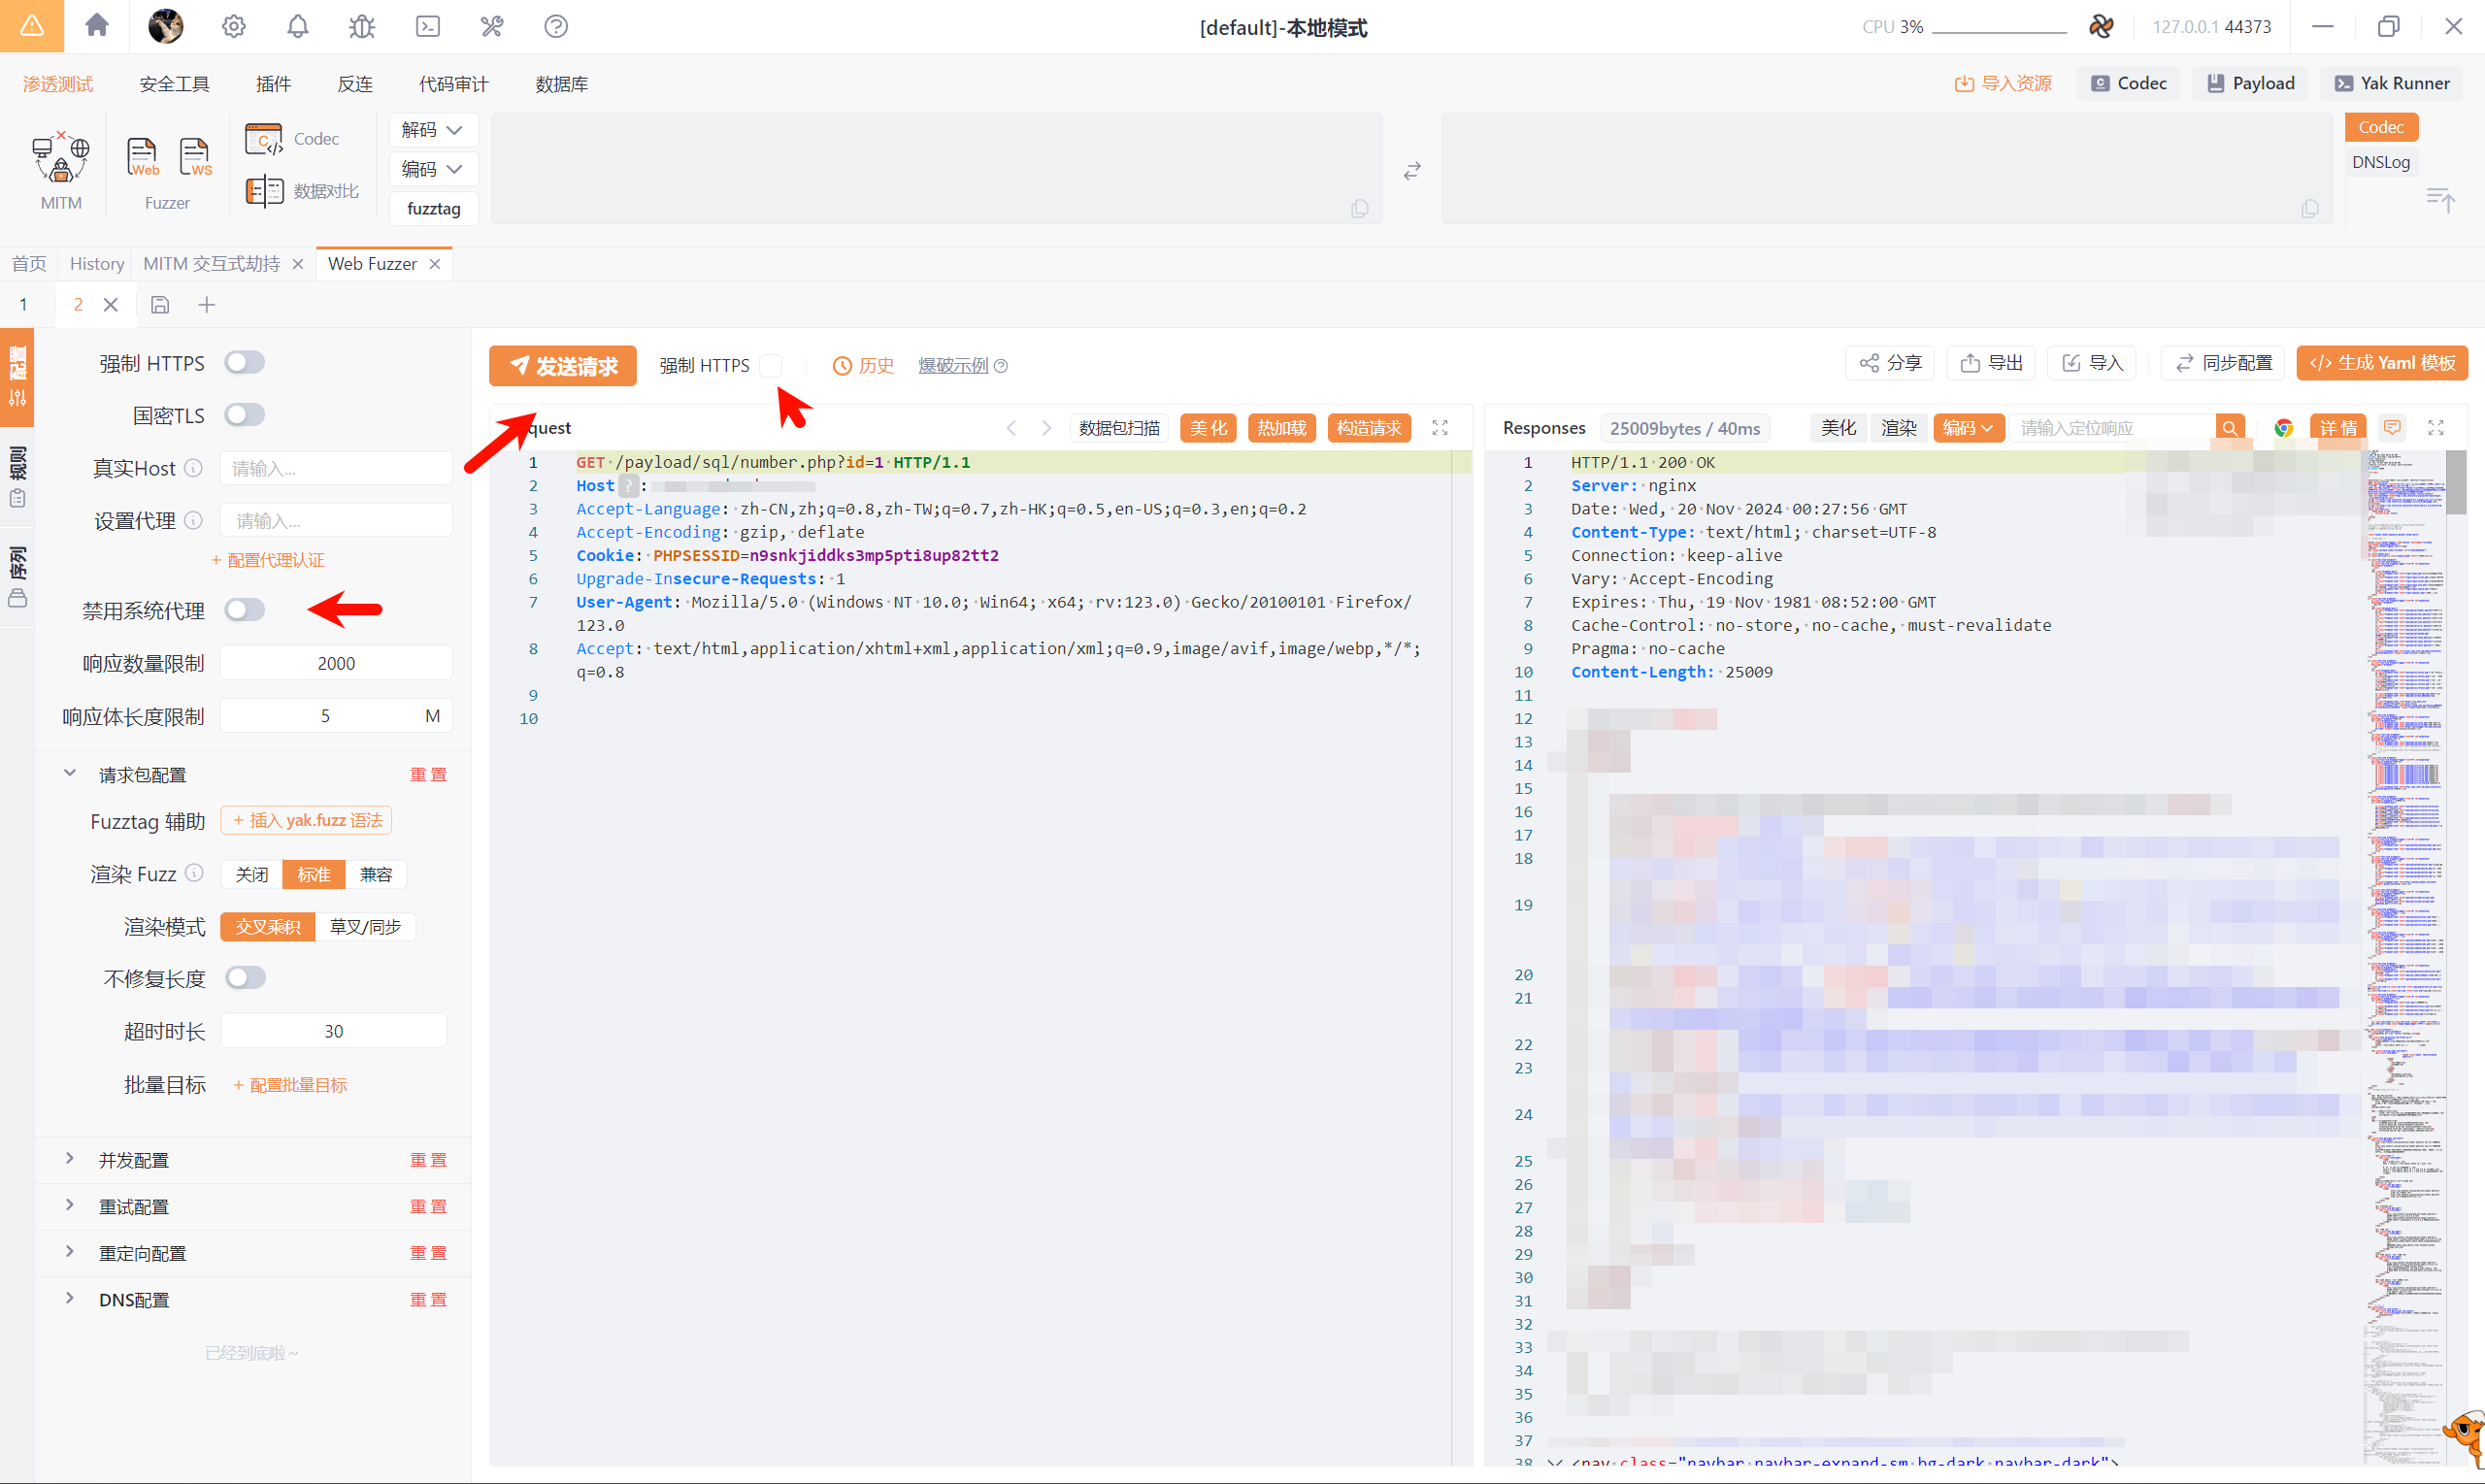 [default]-本地模式
CPU 3%
127.0.0.1 44373
渗透测试
安全工具
插件
反连
代码审计
数据库
导入资源
Codec
Payload
Yak Runner
MITM
Web
WS
Fuzzer
Codec
数据对比
解码
编码
fuzztag
Codec
DNSLog
首页
History
MITM 交互式劫持
Web Fuzzer
1
2
配置
规则
序列
强制 HTTPS
国密TLS
真实Host
请输入...
设置代理
请输入...
+ 配置代理认证
禁用系统代理
响应数量限制
2000
响应体长度限制
5
M
请求包配置
重置
Fuzztag 辅助
+ 插入 yak.fuzz 语法
渲染 Fuzz
关闭
标准
兼容
渲染模式
交叉乘积
草叉/同步
不修复长度
超时时长
30
批量目标
+ 配置批量目标
并发配置
重置
重试配置
重置
重定向配置
重置
DNS配置
重置
已经到底啦～
发送请求
强制 HTTPS
历史
爆破示例
分享
导出
导入
同步配置
</> 生成 Yaml 模板
quest
数据包扫描
美化
热加载
构造请求
1 GET /payload/sql/number.php?id=1 HTTP/1.1
2 Host ? :
3 Accept-Language: zh-CN,zh;q=0.8,zh-TW;q=0.7,zh-HK;q=0.5,en-US;q=0.3,en;q=0.2
4 Accept-Encoding: gzip, deflate
5 Cookie: PHPSESSID=n9snkjiddks3mp5pti8up82tt2
6 Upgrade-Insecure-Requests: 1
7 User-Agent: Mozilla/5.0 (Windows NT 10.0; Win64; x64; rv:123.0) Gecko/20100101 Firefox/
123.0
8 Accept: text/html,application/xhtml+xml,application/xml;q=0.9,image/avif,image/webp,*/*;
q=0.8
9
10
Responses
25009bytes / 40ms
美化
渲染
编码
请输入定位响应
详情
1 HTTP/1.1 200 OK
2 Server: nginx
3 Date: Wed, 20 Nov 2024 00:27:56 GMT
4 Content-Type: text/html; charset=UTF-8
5 Connection: keep-alive
6 Vary: Accept-Encoding
7 Expires: Thu, 19 Nov 1981 08:52:00 GMT
8 Cache-Control: no-store, no-cache, must-revalidate
9 Pragma: no-cache
10 Content-Length: 25009
11
12
13
14
15
16
17
18
19
20
21
22
23
24
25
26
27
28
29
30
31
32
33
34
35
36
37
38 <nav class="navbar navbar-expand-sm bg-dark navbar-dark">